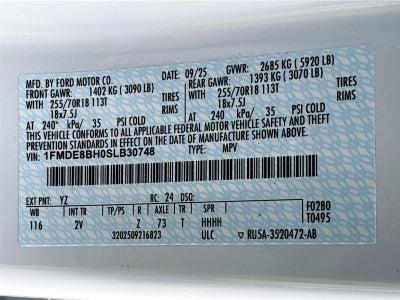 MFD. BY FORD MOTOR CO.
09/25 GVWR: 2685 KG ( 5920 LB)
FRONT GAWR: 1402 KG ( 3090 LB) REAR GAWR: 1393 KG ( 3070 LB)
WITH TIRES WITH TIRES
255/70R18 113T RIMS 255/70R18 113T RIMS
18x7.5J 18x7.5J
AT 240 kPa/ 35 PSI COLD AT 240 kPa/ 35 PSI COLD
THIS VEHICLE CONFORMS TO ALL APPLICABLE FEDERAL MOTOR VEHICLE SAFETY AND THEFT
PREVENTION STANDARDS IN EFFECT ON THE DATE OF MANUFACTURE SHOWN ABOVE.
VIN: 1FMDE8BH0SLB30748 TYPE: MPV
EXT PNT: YZ RC: 24 DSO:
WB INT TR TP/PS R AXLE TR SPR F0280
116 2V Z 73 T HHHH T0495
3202509216823 ULC ▽ RU5A-3520472-AB